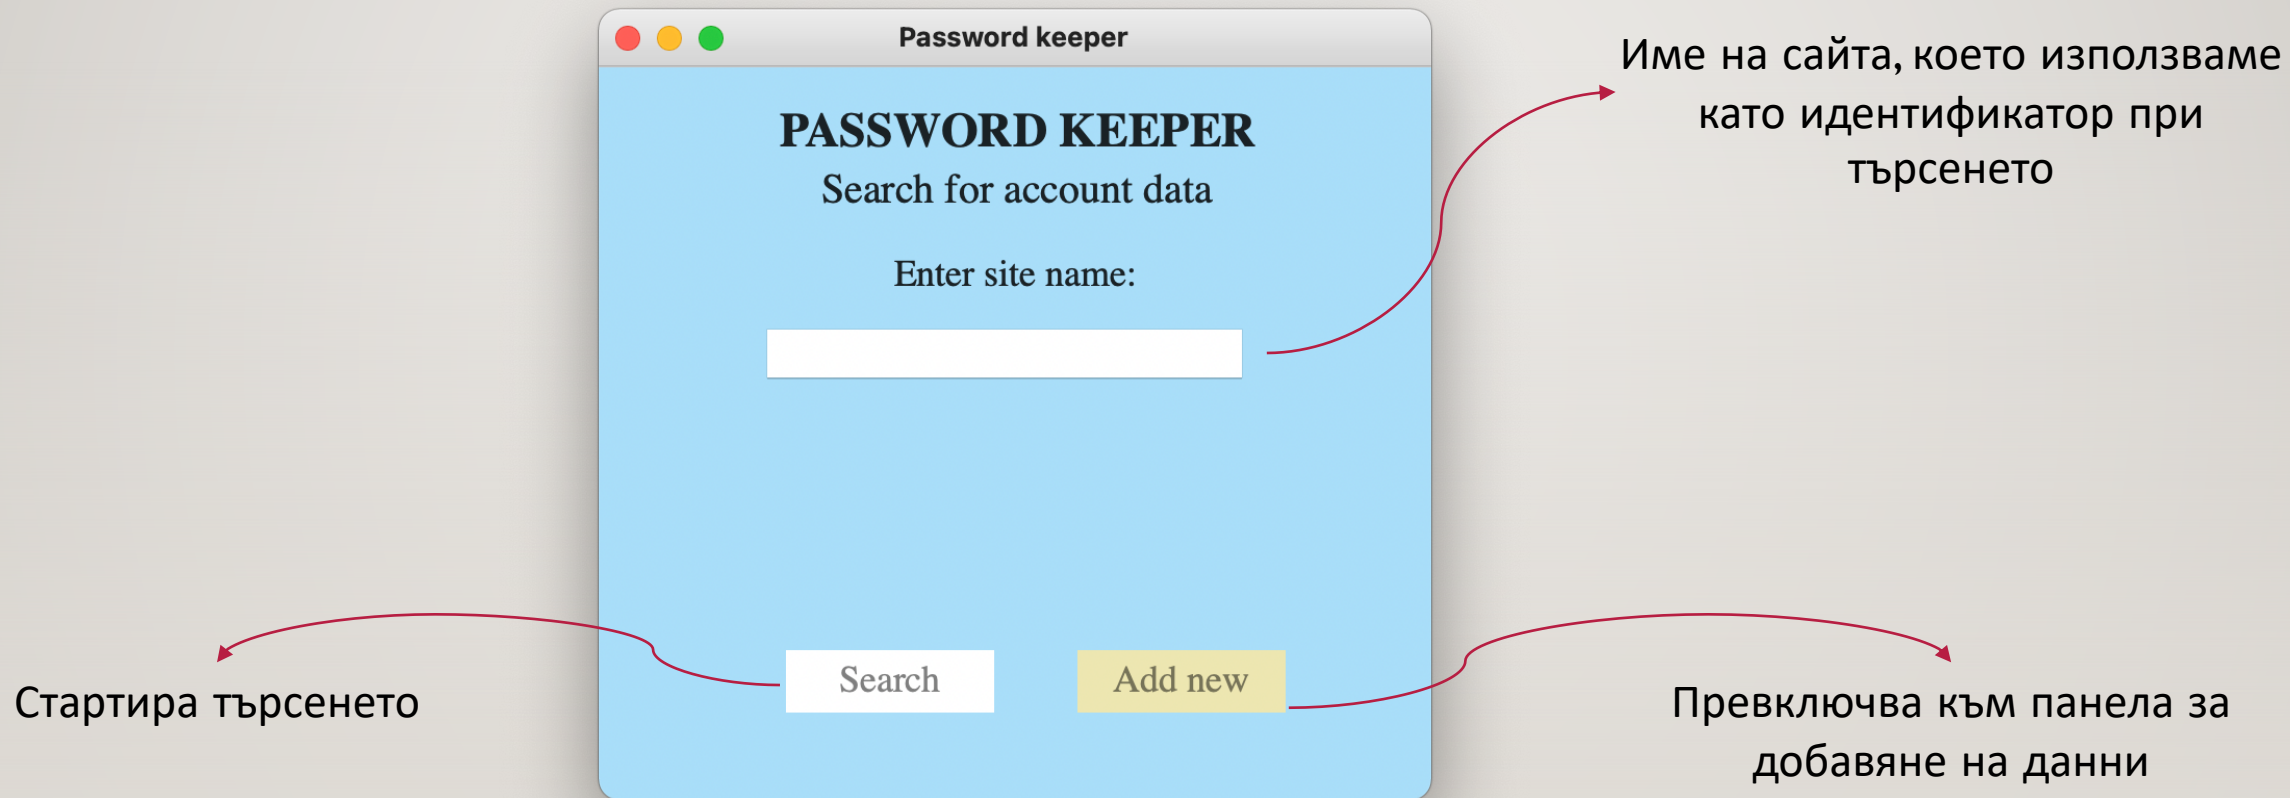 Password keeper
PASSWORD KEEPER
Search for account data
Enter site name:
Search
Add new
Име на сайта, което използваме
като идентификатор при
търсенето
Стартира търсенето
Превключва към панела за
добавяне на данни